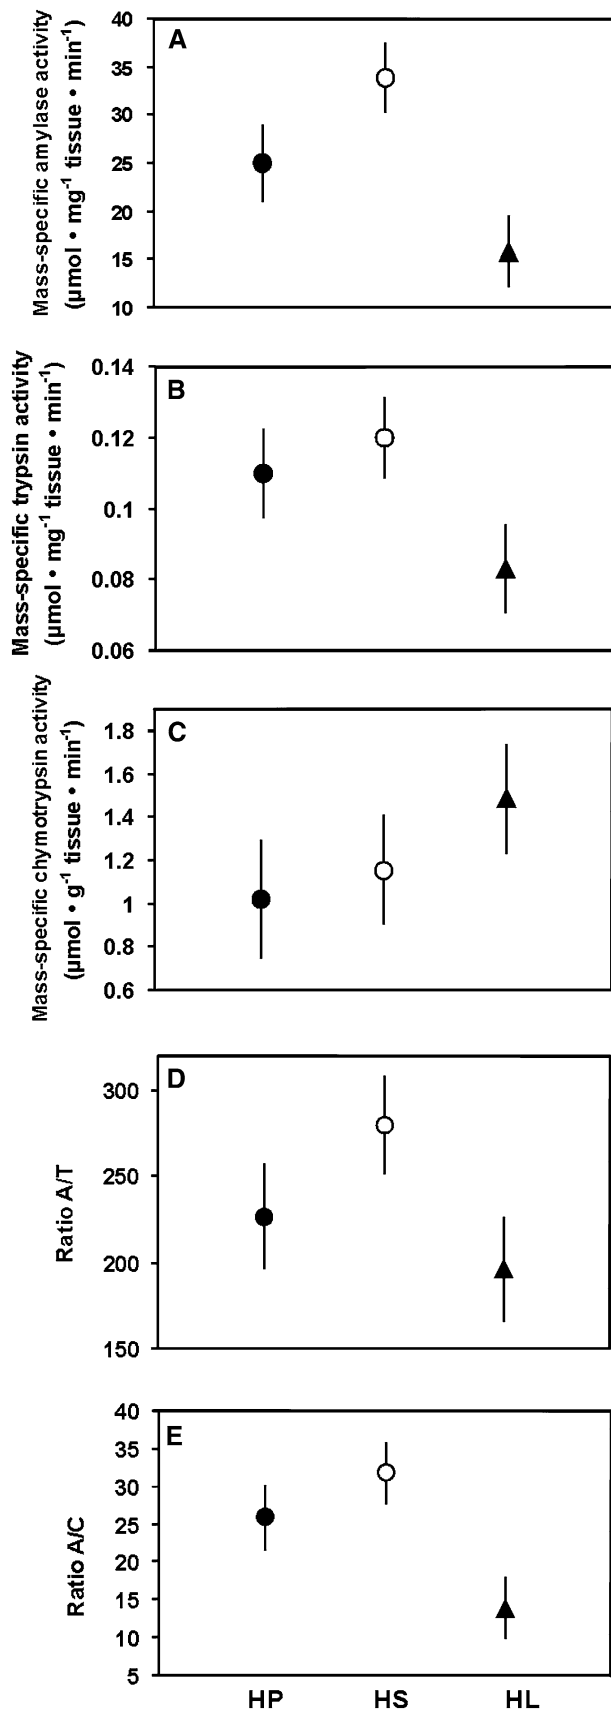 A
Mass-specific amylase activity
(μmol • mg⁻¹ tissue • min⁻¹)
40
35
30
25
20
15
10
B
Mass-specific trypsin activity
(μmol • mg⁻¹ tissue • min⁻¹)
0.14
0.12
0.1
0.08
0.06
C
Mass-specific chymotrypsin activity
(μmol • g⁻¹ tissue • min⁻¹)
1.8
1.6
1.4
1.2
1
0.8
0.6
D
Ratio A/T
300
250
200
150
E
Ratio A/C
40
35
30
25
20
15
10
5
HP HS HL